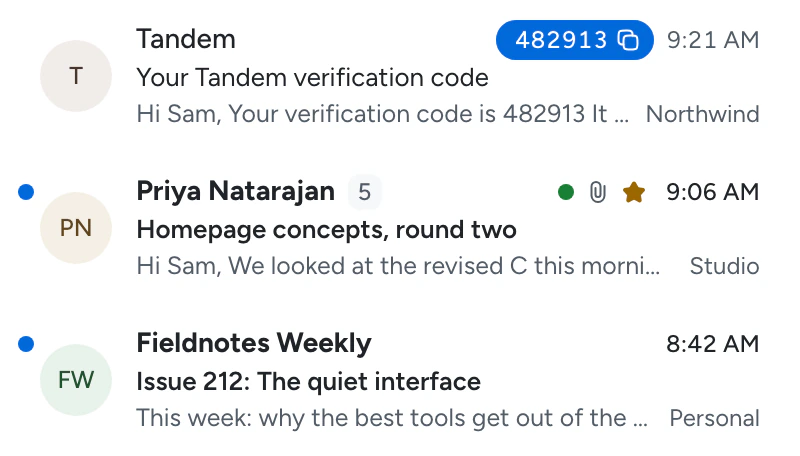 Tandem 482913 9:21 AM
T
Your Tandem verification code
Hi Sam, Your verification code is 482913 It ... Northwind
Priya Natarajan 5 9:06 AM
PN
Homepage concepts, round two
Hi Sam, We looked at the revised C this morni... Studio
Fieldnotes Weekly 8:42 AM
FW
Issue 212: The quiet interface
This week: why the best tools get out of the ... Personal